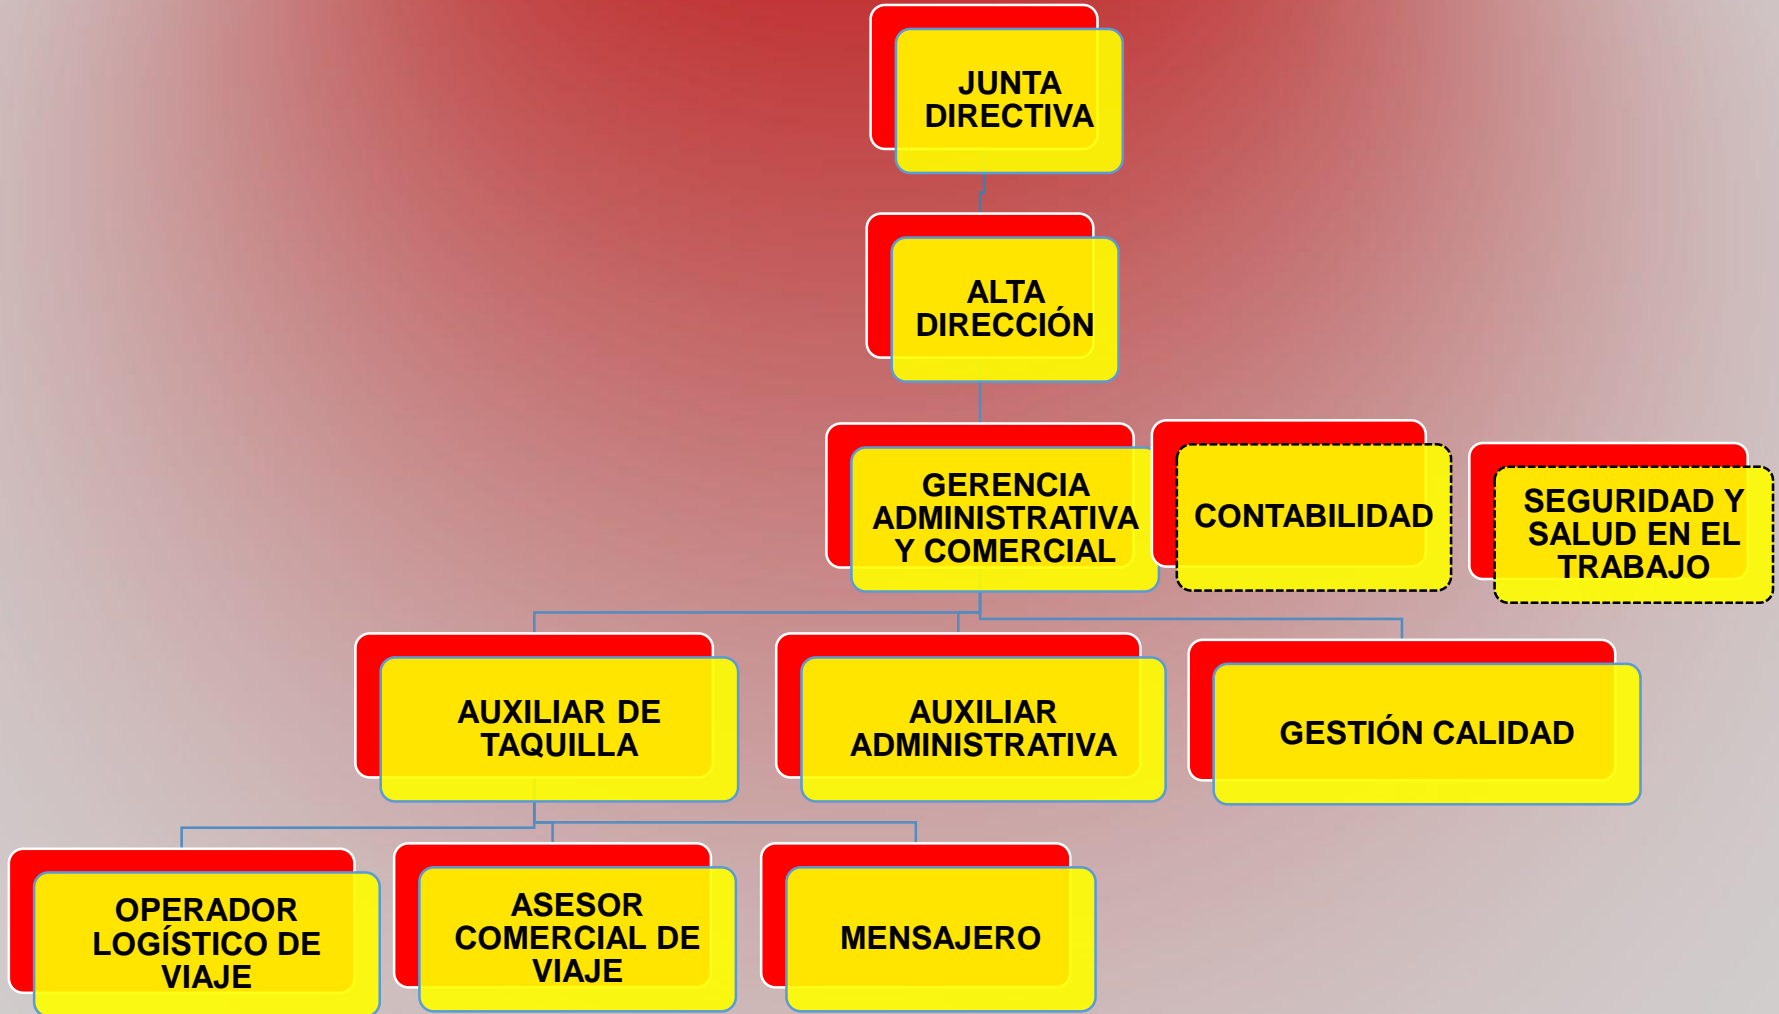 JUNTA
DIRECTIVA
ALTA
DIRECCIÓN
GERENCIA
ADMINISTRATIVA
Y COMERCIAL
CONTABILIDAD
SEGURIDAD Y
SALUD EN EL
TRABAJO
AUXILIAR DE
TAQUILLA
AUXILIAR
ADMINISTRATIVA
GESTIÓN CALIDAD
OPERADOR
LOGÍSTICO DE
VIAJE
ASESOR
COMERCIAL DE
VIAJE
MENSAJERO